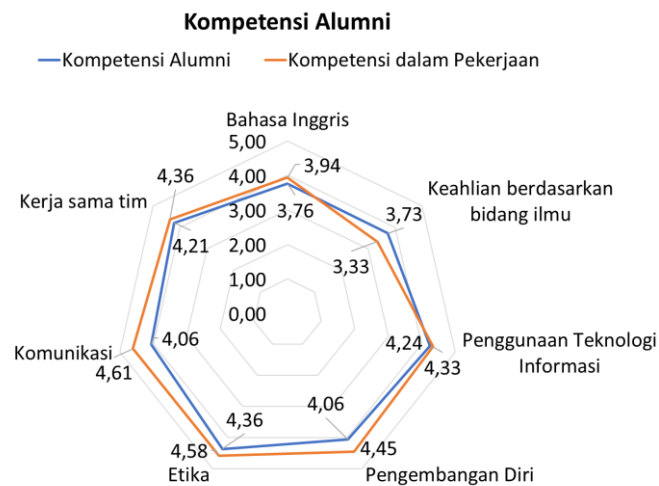 Kompetensi Alumni
Kompetensi Alumni
Kompetensi dalam Pekerjaan
Bahasa Inggris
5,00
4,00
3,00
2,00
1,00
0,00
3,94
3,76
Keahlian berdasarkan
bidang ilmu
3,73
3,33
Penggunaan Teknologi
Informasi
4,24
4,33
Pengembangan Diri
4,06
4,45
Etika
4,36
4,58
Komunikasi
4,06
4,61
Kerja sama tim
4,36
4,21